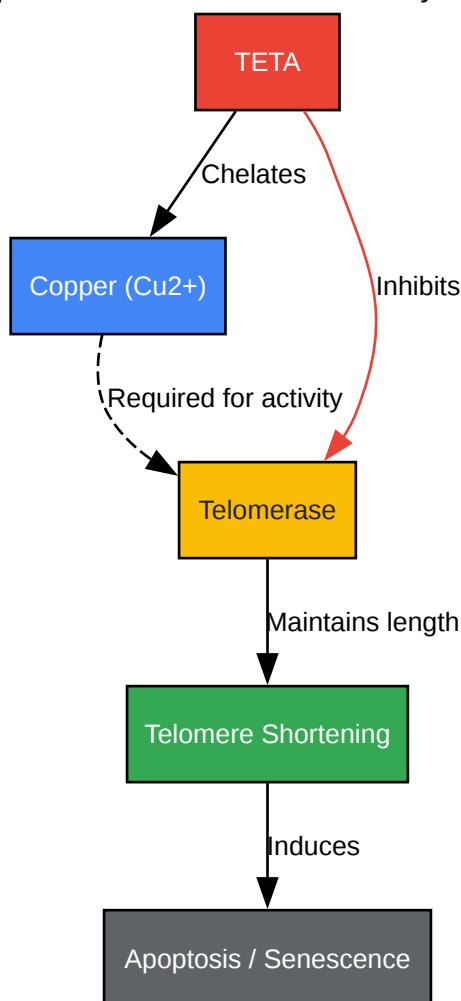 TETA
Chelates
Copper (Cu2+)
Inhibits
Required for activity
Telomerase
Maintains length
Telomere Shortening
Induces
Apoptosis / Senescence